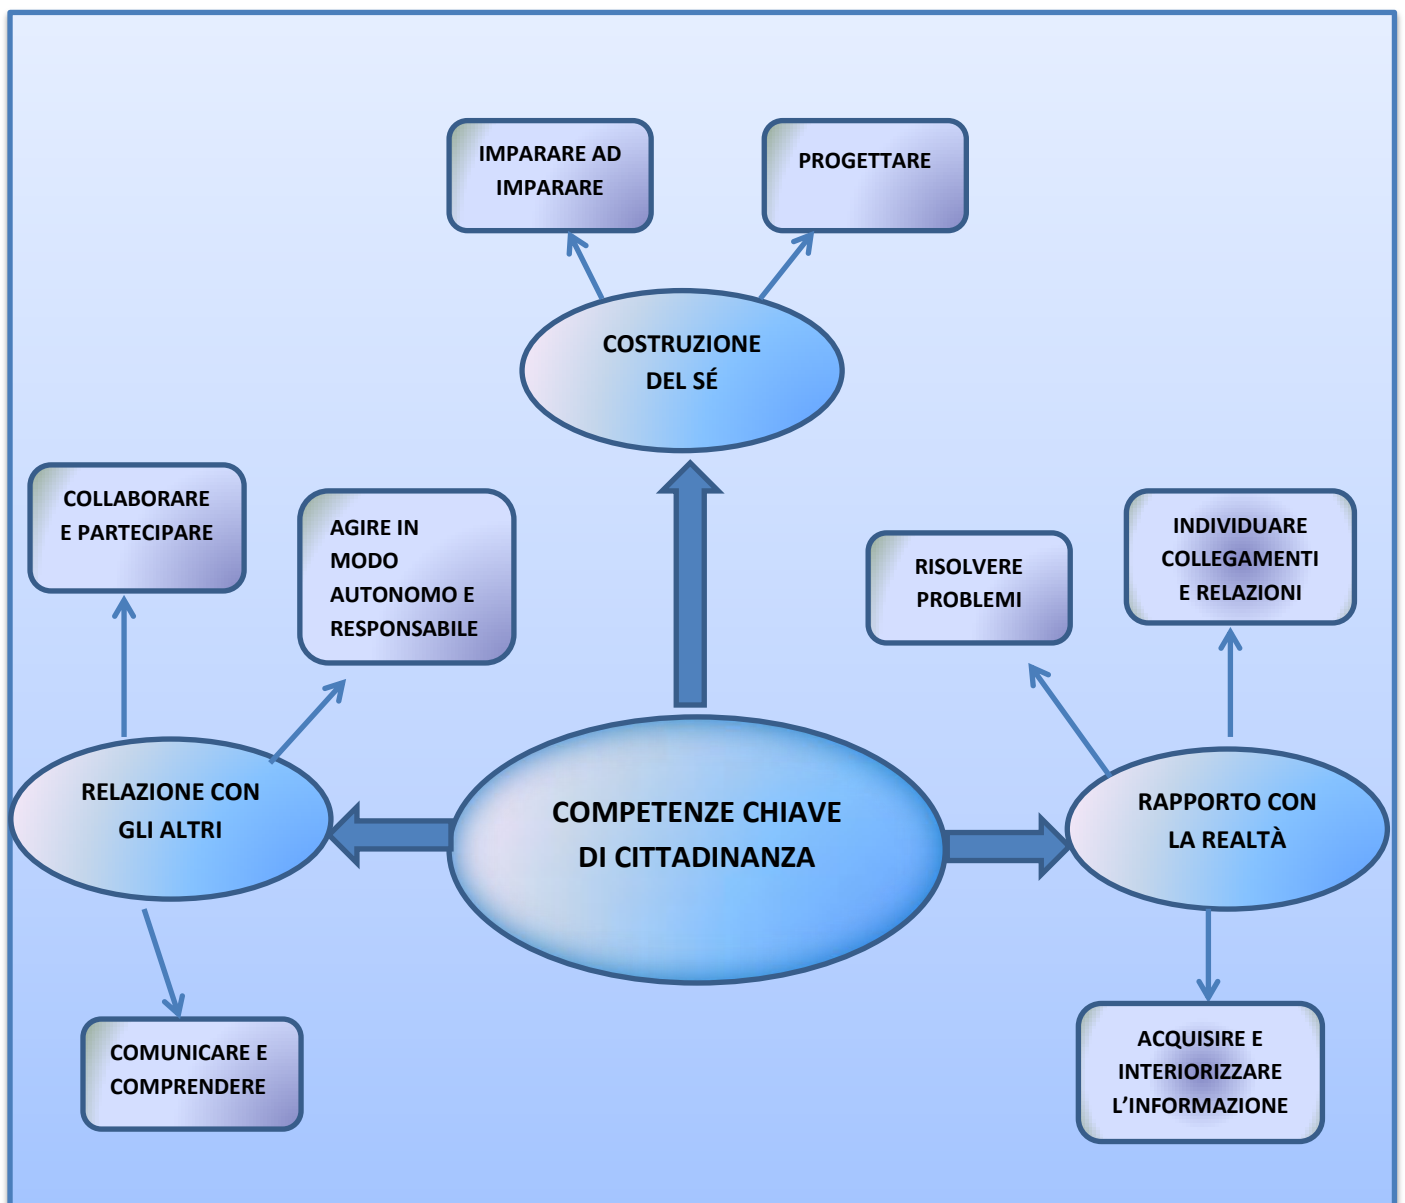 IMPARARE AD
IMPARARE
PROGETTARE
COSTRUZIONE
DEL SÉ
COLLABORARE
E PARTECIPARE
AGIRE IN
MODO
AUTONOMO E
RESPONSABILE
RISOLVERE
PROBLEMI
INDIVIDUARE
COLLEGAMENTI
E RELAZIONI
RELAZIONE CON
GLI ALTRI
COMPETENZE CHIAVE
DI CITTADINANZA
RAPPORTO CON
LA REALTÀ
COMUNICARE E
COMPRENDERE
ACQUISIRE E
INTERIORIZZARE
L’INFORMAZIONE